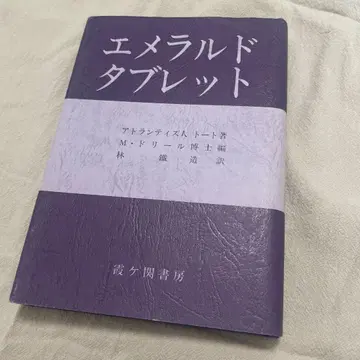 エメラルド
タブレット
アトランティス人 トート著
M・ドリール博士編
林 鐵造訳
霞ケ関書房